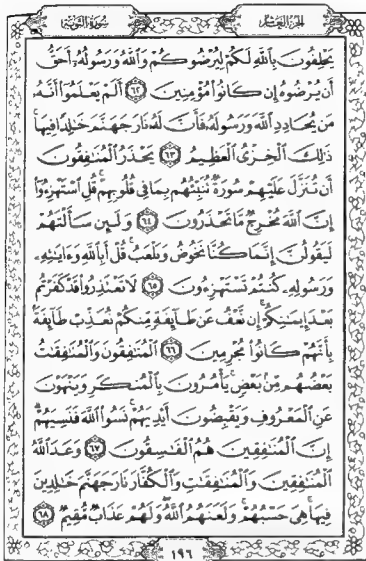 الجزء العاشر
سورة التوبة
يَحْلِفُونَ بِٱللَّهِ لَكُمْ لِيُرْضُوكُمْ وَٱللَّهُ وَرَسُولُهُۥٓ أَحَقُّ
أَن يُرْضُوهُ إِن كَانُوا۟ مُؤْمِنِينَ ٦٢ أَلَمْ يَعْلَمُوٓا۟ أَنَّهُۥ
مَن يُحَادِدِ ٱللَّهَ وَرَسُولَهُۥ فَأَنَّ لَهُۥ نَارَ جَهَنَّمَ خَٰلِدًا فِيهَا
ذَٰلِكَ ٱلْخِزْىُ ٱلْعَظِيمُ ٦٣ يَحْذَرُ ٱلْمُنَٰفِقُونَ
أَن تُنَزَّلَ عَلَيْهِمْ سُورَةٌ تُنَبِّئُهُم بِمَا فِى قُلُوبِهِمْ قُلِ ٱسْتَهْزِءُوٓا۟
إِنَّ ٱللَّهَ مُخْرِجٌ مَّا تَحْذَرُونَ ٦٤ وَلَئِن سَأَلْتَهُمْ
لَيَقُولُنَّ إِنَّمَا كُنَّا نَخُوضُ وَنَلْعَبُ قُلْ أَبِٱللَّهِ وَءَايَٰتِهِۦ
وَرَسُولِهِۦ كُنتُمْ تَسْتَهْزِءُونَ ٦٥ لَا تَعْتَذِرُوا۟ قَدْ كَفَرْتُم
بَعْدَ إِيمَٰنِكُمْ إِن نَّعْفُ عَن طَآئِفَةٍ مِّنكُمْ نُعَذِّبْ طَآئِفَةًۢ
بِأَنَّهُمْ كَانُوا۟ مُجْرِمِينَ ٦٦ ٱلْمُنَٰفِقُونَ وَٱلْمُنَٰفِقَٰتُ
بَعْضُهُم مِّنۢ بَعْضٍ يَأْمُرُونَ بِٱلْمُنكَرِ وَيَنْهَوْنَ
عَنِ ٱلْمَعْرُوفِ وَيَقْبِضُونَ أَيْدِيَهُمْ نَسُوا۟ ٱللَّهَ فَنَسِيَهُمْ
إِنَّ ٱلْمُنَٰفِقِينَ هُمُ ٱلْفَٰسِقُونَ ٦٧ وَعَدَ ٱللَّهُ
ٱلْمُنَٰفِقِينَ وَٱلْمُنَٰفِقَٰتِ وَٱلْكُفَّارَ نَارَ جَهَنَّمَ خَٰلِدِينَ
فِيهَا هِىَ حَسْبُهُمْ وَلَعَنَهُمُ ٱللَّهُ وَلَهُمْ عَذَابٌ مُّقِيمٌ ٦٨
١٩٦